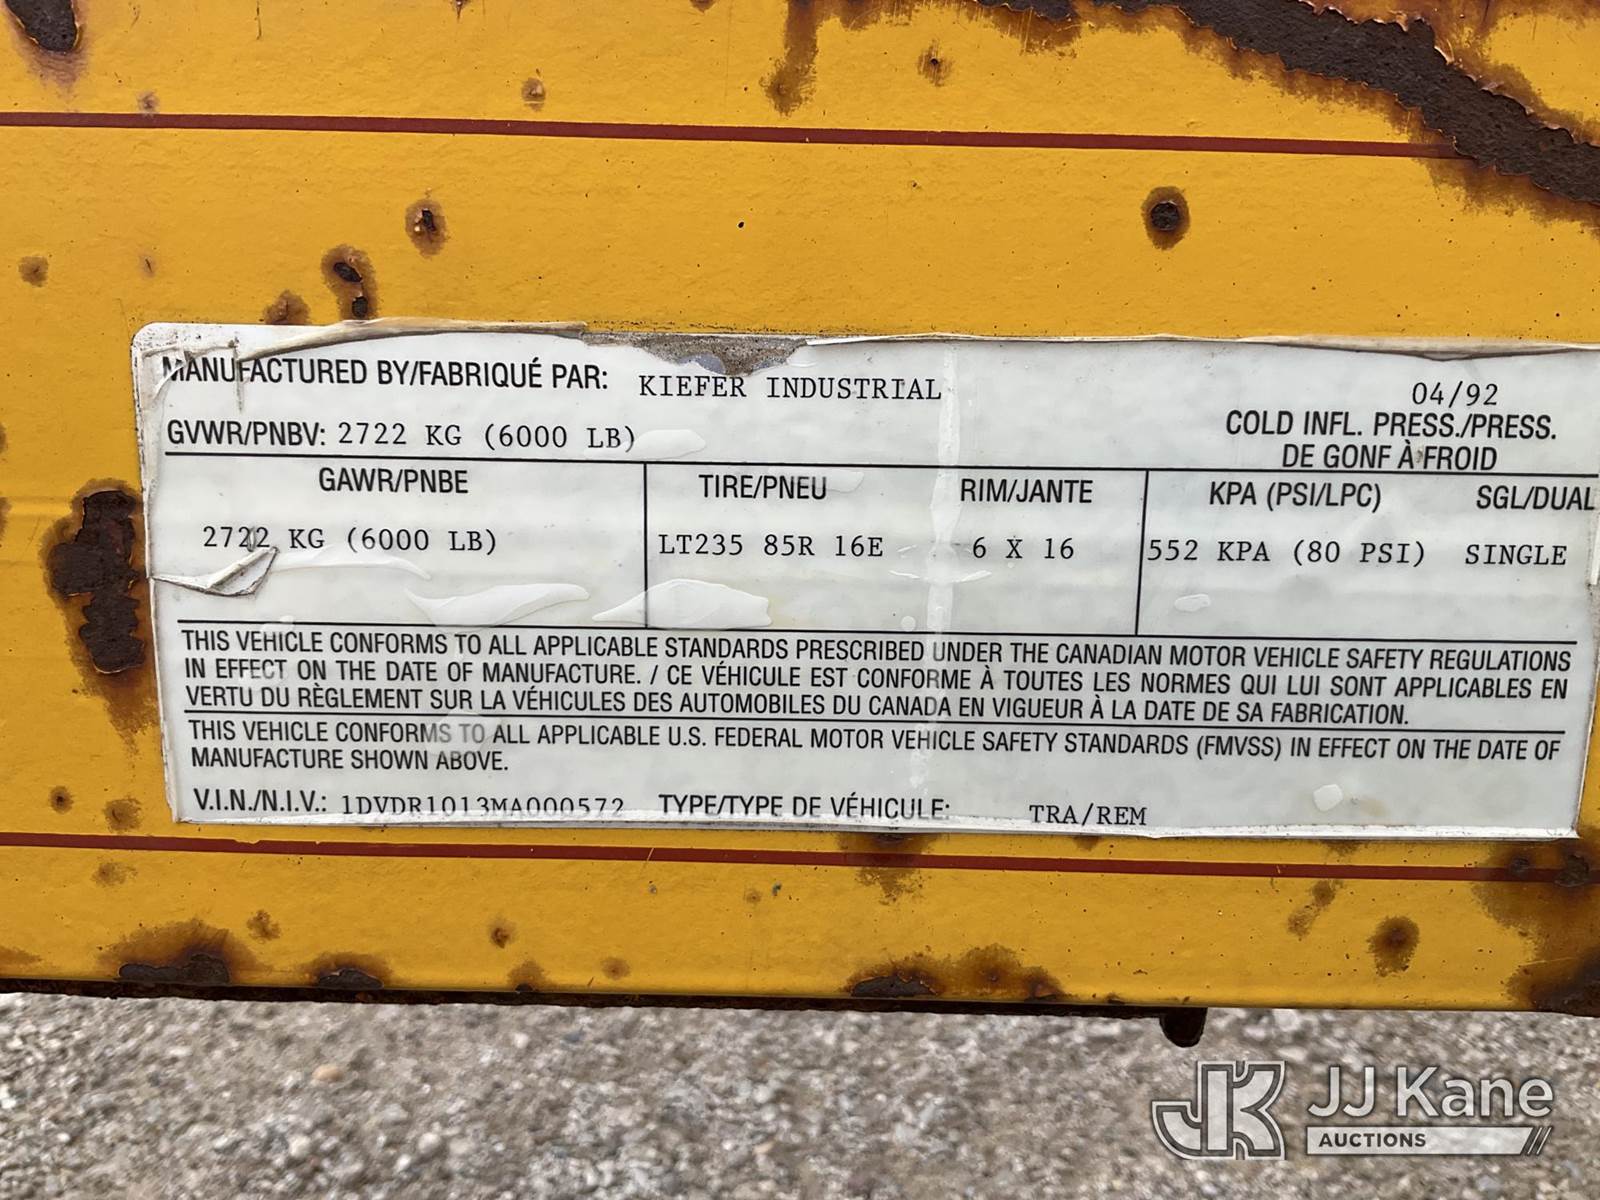 MANUFACTURED BY/FABRIQUÉ PAR: KIEFER INDUSTRIAL 04/92
GVWR/PNBV: 2722 KG (6000 LB) COLD INFL. PRESS./PRESS.
DE GONF À FROID
GAWR/PNBE TIRE/PNEU RIM/JANTE KPA (PSI/LPC) SGL/DUAL
2722 KG (6000 LB) LT235 85R 16E 6 X 16 552 KPA (80 PSI) SINGLE
THIS VEHICLE CONFORMS TO ALL APPLICABLE STANDARDS PRESCRIBED UNDER THE CANADIAN MOTOR VEHICLE SAFETY REGULATIONS
IN EFFECT ON THE DATE OF MANUFACTURE. / CE VÉHICULE EST CONFORME À TOUTES LES NORMES QUI LUI SONT APPLICABLES EN
VERTU DU RÈGLEMENT SUR LA VÉHICULES DES AUTOMOBILES DU CANADA EN VIGUEUR À LA DATE DE SA FABRICATION.
THIS VEHICLE CONFORMS TO ALL APPLICABLE U.S. FEDERAL MOTOR VEHICLE SAFETY STANDARDS (FMVSS) IN EFFECT ON THE DATE OF
MANUFACTURE SHOWN ABOVE.
V.I.N./N.I.V.: 1DVDR1013MA000572 TYPE/TYPE DE VÉHICULE: TRA/REM
JK JJ Kane
AUCTIONS